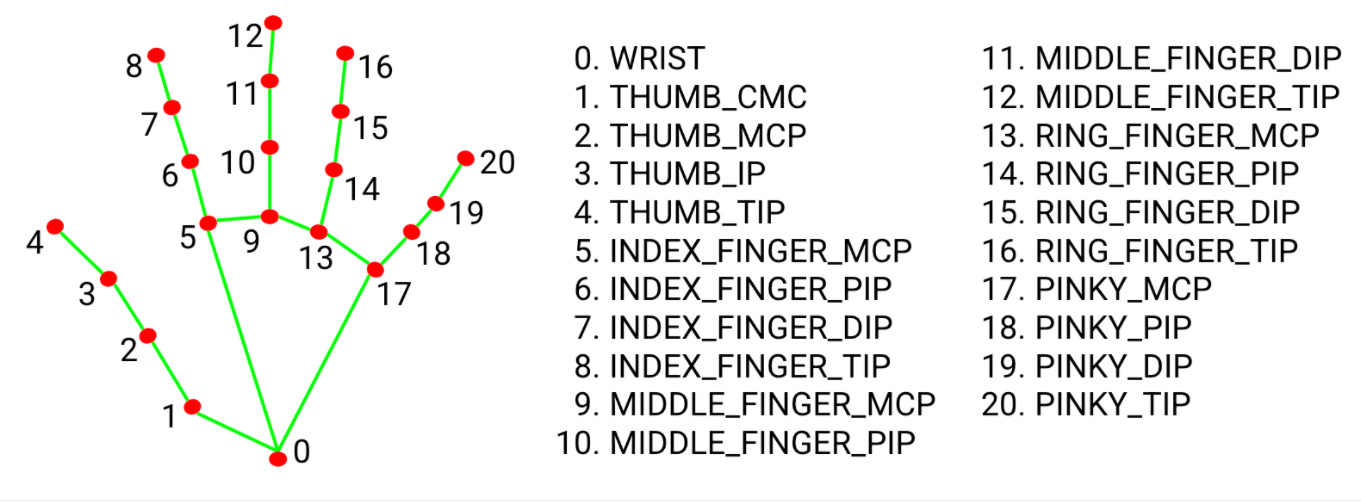 12
8
16
11
7
15
10
20
6
14
19
4
5
9
18
13
3
17
2
1
0
0. WRIST
1. THUMB_CMC
2. THUMB_MCP
3. THUMB_IP
4. THUMB_TIP
5. INDEX_FINGER_MCP
6. INDEX_FINGER_PIP
7. INDEX_FINGER_DIP
8. INDEX_FINGER_TIP
9. MIDDLE_FINGER_MCP
10. MIDDLE_FINGER_PIP
11. MIDDLE_FINGER_DIP
12. MIDDLE_FINGER_TIP
13. RING_FINGER_MCP
14. RING_FINGER_PIP
15. RING_FINGER_DIP
16. RING_FINGER_TIP
17. PINKY_MCP
18. PINKY_PIP
19. PINKY_DIP
20. PINKY_TIP